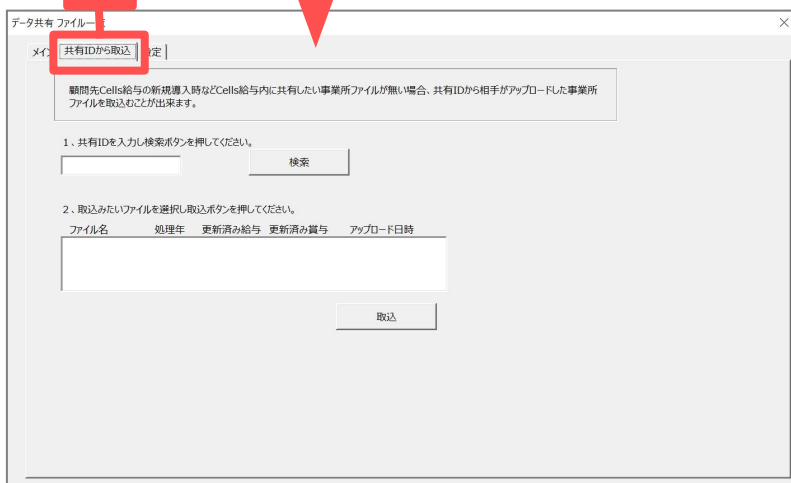 データ共有 ファイル一
メイン 共有IDから取込 設定
顧問先Cells給与の新規導入時などCells給与内に共有したい事業所ファイルが無い場合、共有IDから相手がアップロードした事業所
ファイルを取込むことが出来ます。
1、共有IDを入力し検索ボタンを押してください。
検索
2、取込みたいファイルを選択し取込ボタンを押してください。
ファイル名 処理年 更新済み給与 更新済み賞与 アップロード日時
取込